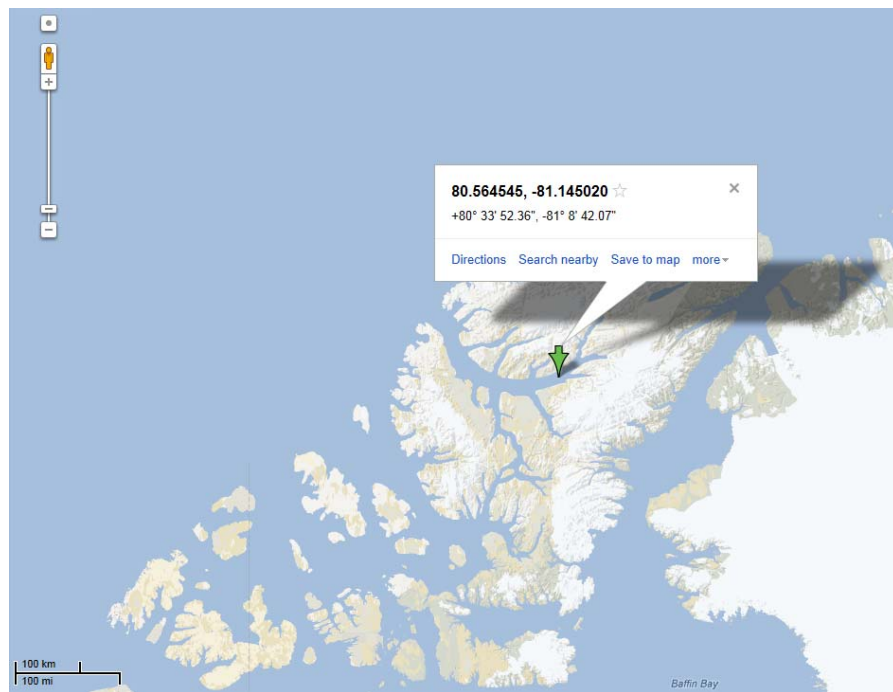 80.564545, -81.145020
+80° 33' 52.36", -81° 8' 42.07"
Directions Search nearby Save to map more
100 km
100 mi
Baffin Bay